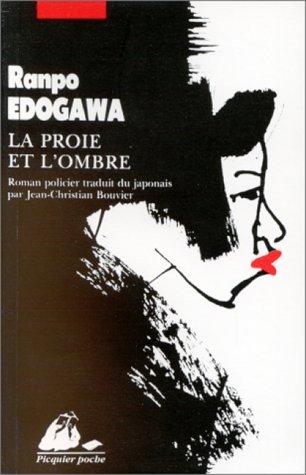 Ranpo
EDOGAWA
LA PROIE
ET L'OMBRE
Roman policier traduit du japonais
par Jean-Christian Bouvier
Picquier poche